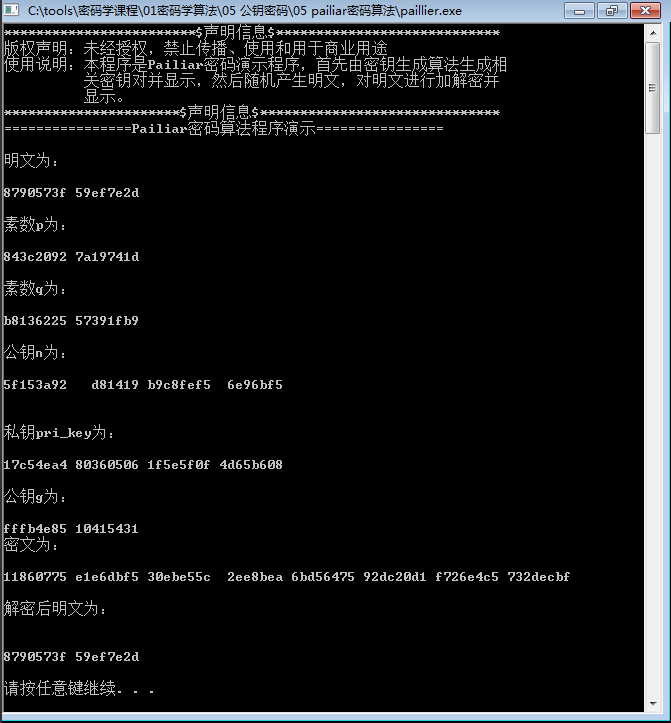 C:\tools\密码学课程\01密码学算法\05 公钥密码\05 pailiar密码算法\paillier.exe
************************$声明信息$****************************
版权声明：未经授权，禁止传播、使用和用于商业用途
使用说明：本程序是Pailiar密码演示程序，首先由密钥生成算法生成相
关密钥对并显示，然后随机产生明文，对明文进行加解密并
显示。
**********************$声明信息$******************************
================Pailiar密码算法程序演示================
明文为：
8790573f 59ef7e2d
素数p为：
843c2092 7a19741d
素数q为：
b8136225 57391fb9
公钥n为：
5f153a92   d81419 b9c8fef5  6e96bf5
私钥pri_key为：
17c54ea4 80360506 1f5e5f0f 4d65b608
公钥g为：
fffb4e85 10415431
密文为：
11860775 e1e6dbf5 30ebe55c  2ee8bea 6bd56475 92dc20d1 f726e4c5 732decbf
解密后明文为：
8790573f 59ef7e2d
请按任意键继续. . .